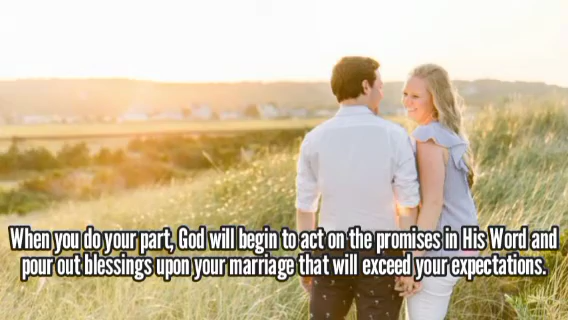 When you do your part, God will begin to act on the promises in His Word and
pour out blessings upon your marriage that will exceed your expectations.